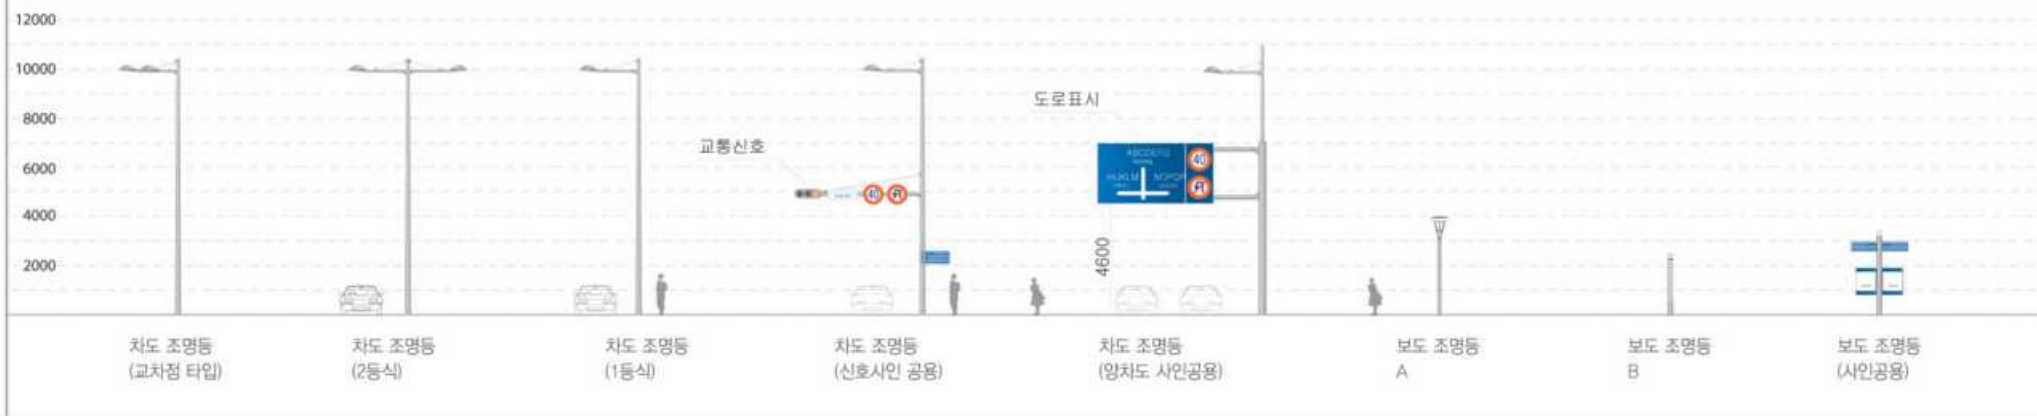 12000
10000
8000
6000
4000
2000
교통신호
도로표시
40
ABCDEFG
HIJKLM NOPQR
40
4600
차도 조명등
(교차점 타입)
차도 조명등
(2등식)
차도 조명등
(1등식)
차도 조명등
(신호사인 공용)
차도 조명등
(양차도 사인공용)
보도 조명등
A
보도 조명등
B
보도 조명등
(사인공용)